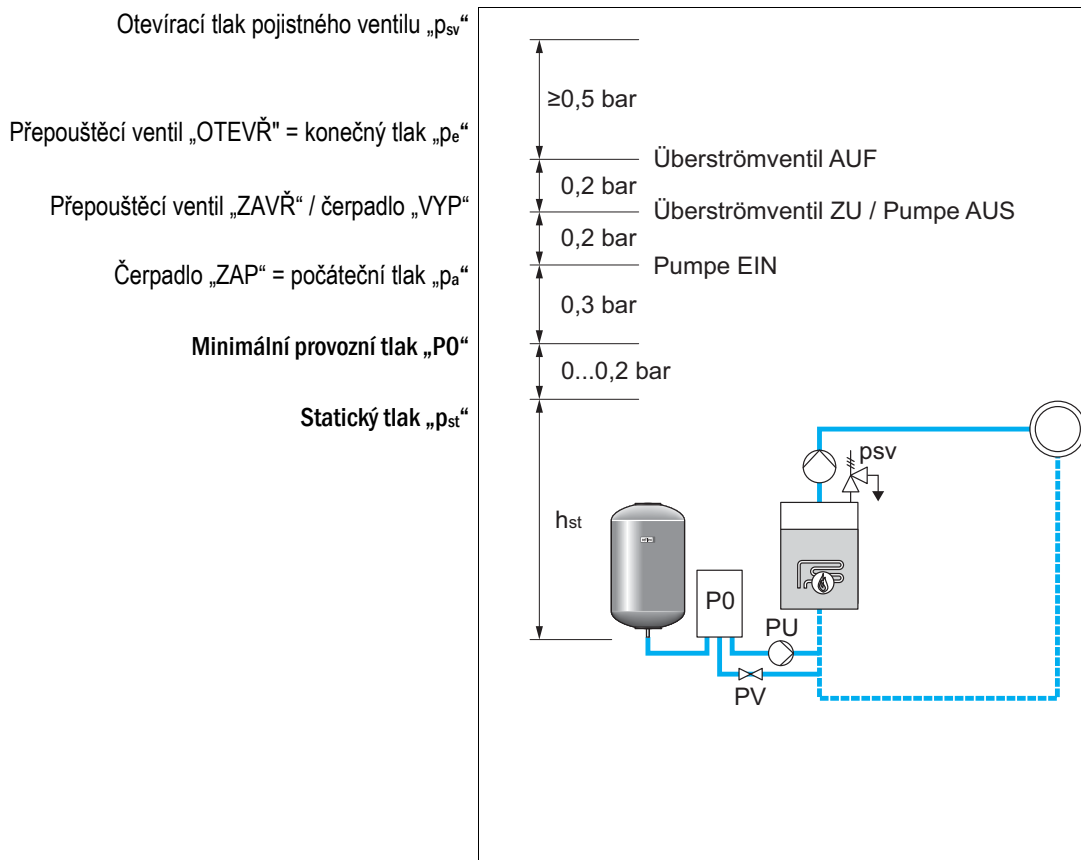 Otevírací tlak pojistného ventilu „psv“
≥0,5 bar
Přepouštěcí ventil „OTEVŘ" = konečný tlak „pe“
Überströmventil AUF
0,2 bar
Přepouštěcí ventil „ZAVŘ“ / čerpadlo „VYP“
Überströmventil ZU / Pumpe AUS
0,2 bar
Čerpadlo „ZAP“ = počáteční tlak „pa“
Pumpe EIN
0,3 bar
Minimální provozní tlak „P0“
0...0,2 bar
Statický tlak „pst“
psv
hst
P0
PU
PV